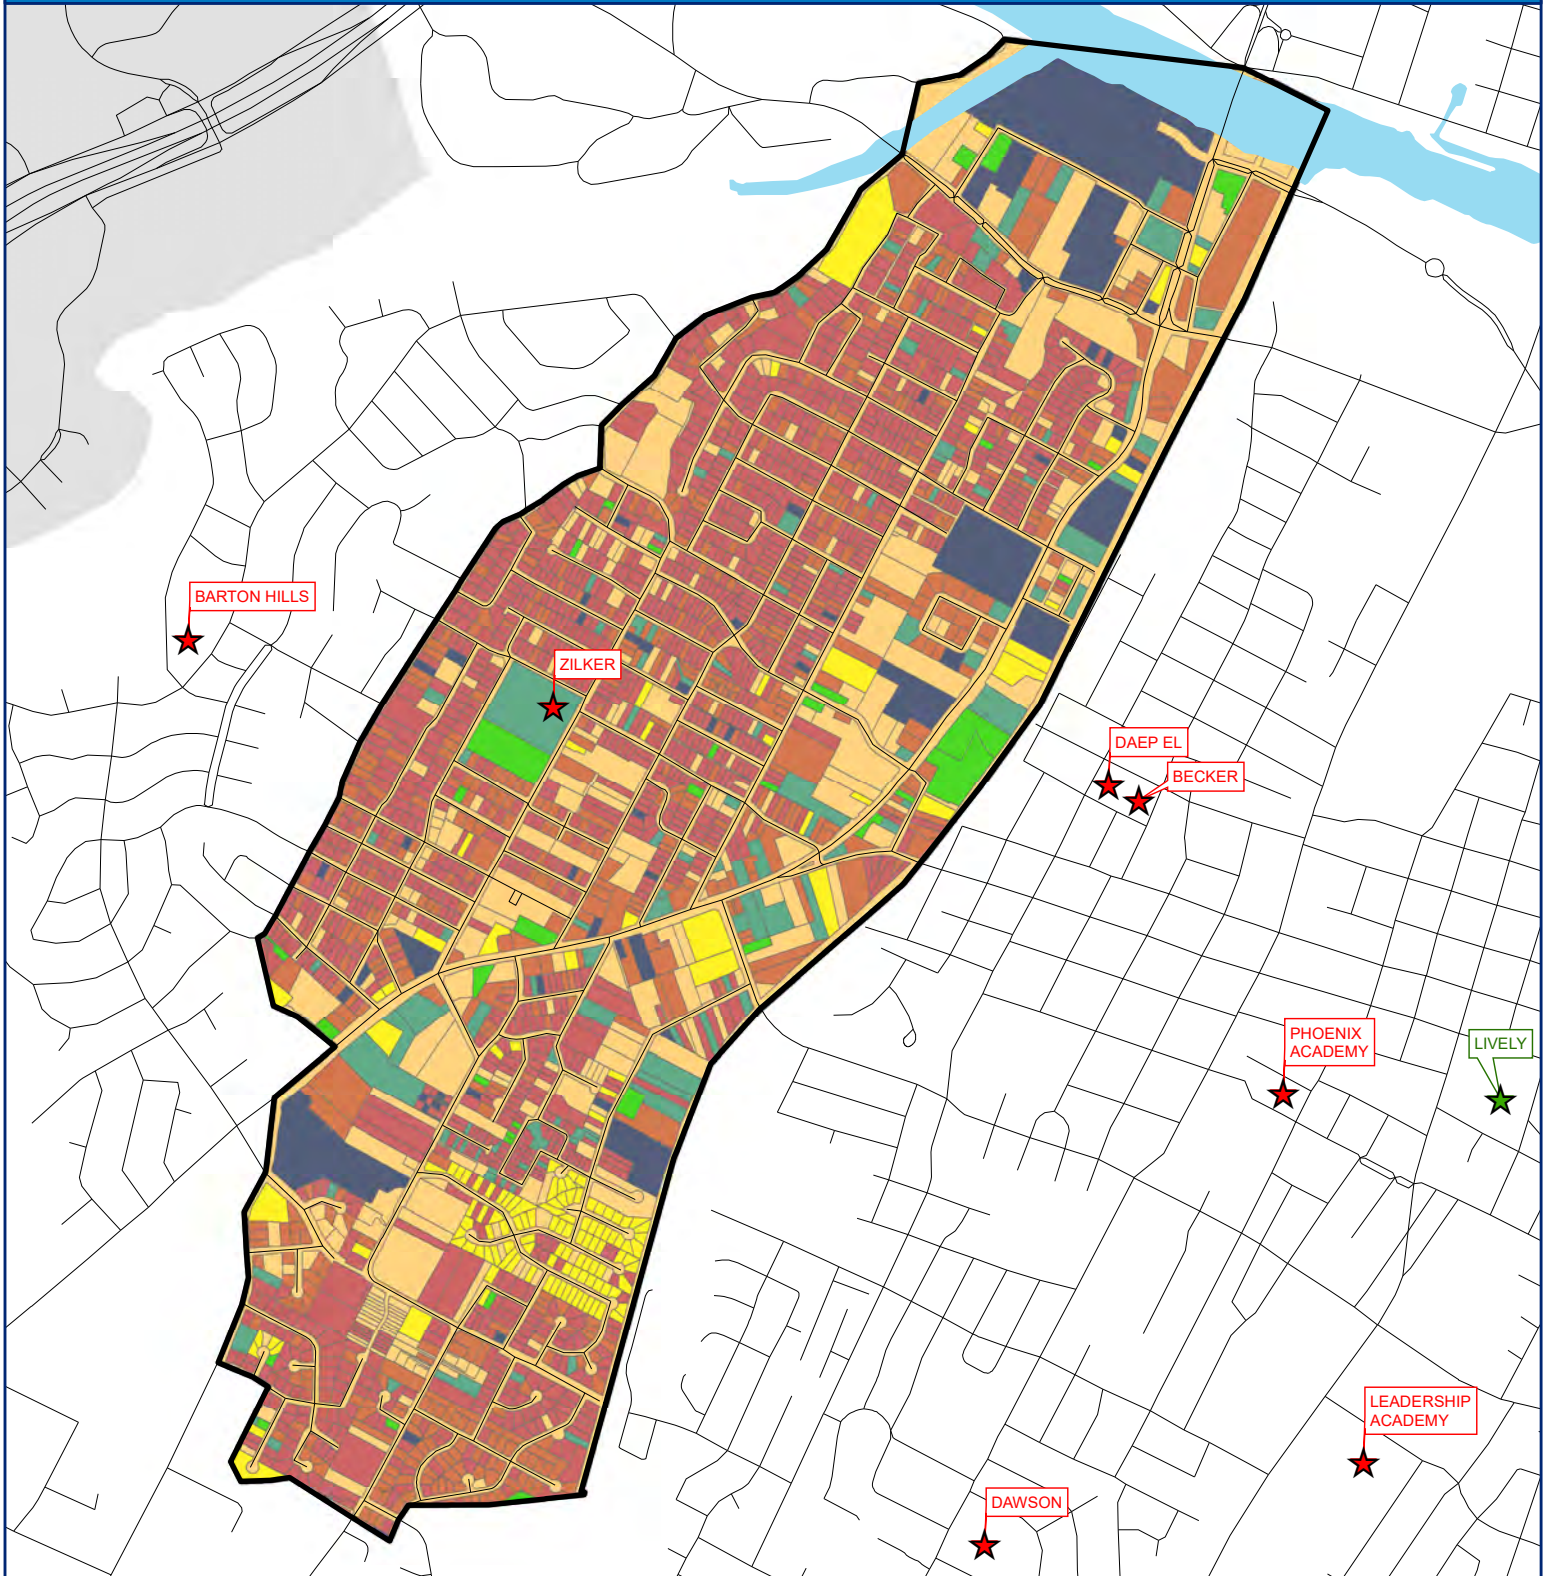 BARTON HILLS
ZILKER
DAEP EL
BECKER
PHOENIX
ACADEMY
LIVELY
LEADERSHIP
ACADEMY
DAWSON